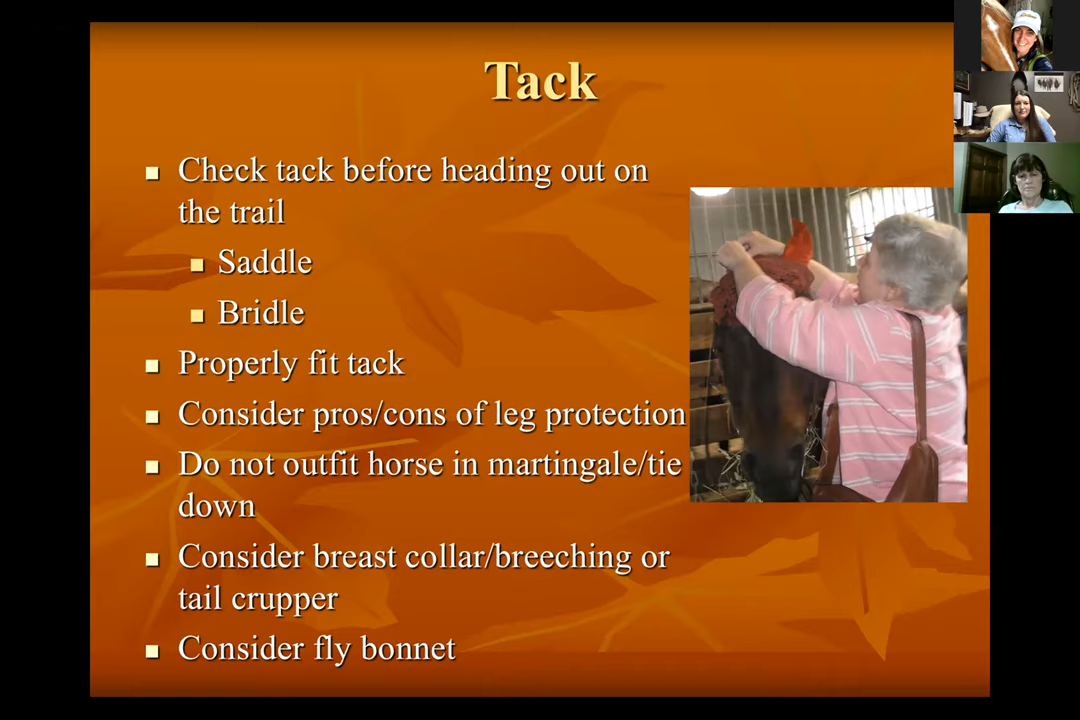 Tack
Check tack before heading out on
the trail
Saddle
Bridle
Properly fit tack
Consider pros/cons of leg protection
Do not outfit horse in martingale/tie
down
Consider breast collar/breeching or
tail crupper
Consider fly bonnet